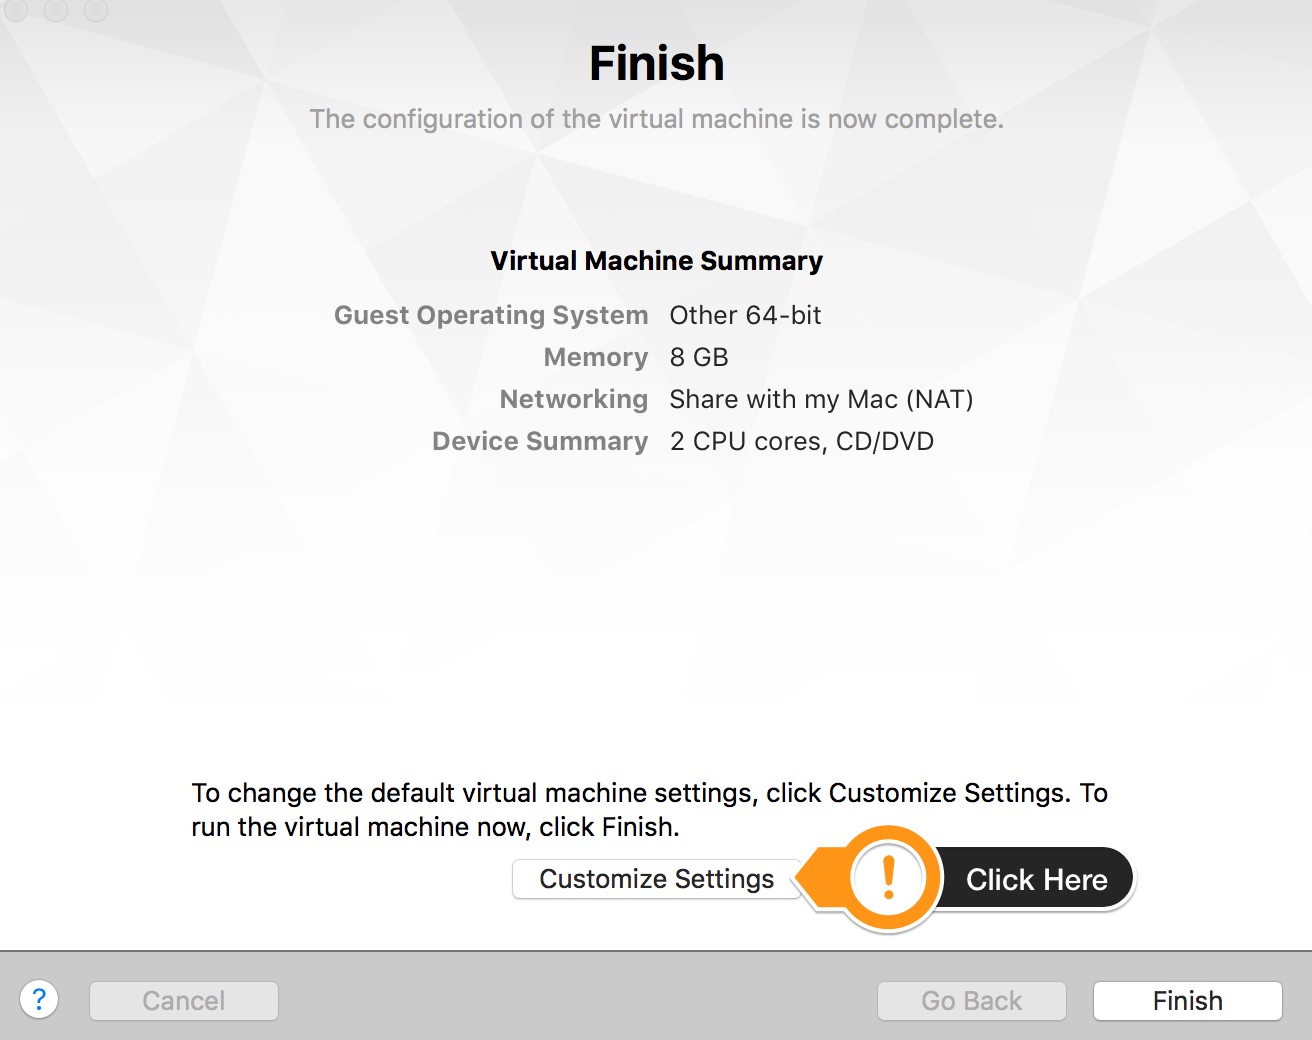 Finish
The configuration of the virtual machine is now complete.
Virtual Machine Summary
Guest Operating System Other 64-bit
Memory 8 GB
Networking Share with my Mac (NAT)
Device Summary 2 CPU cores, CD/DVD
To change the default virtual machine settings, click Customize Settings. To
run the virtual machine now, click Finish.
Customize Settings ! Click Here
? Cancel Go Back Finish